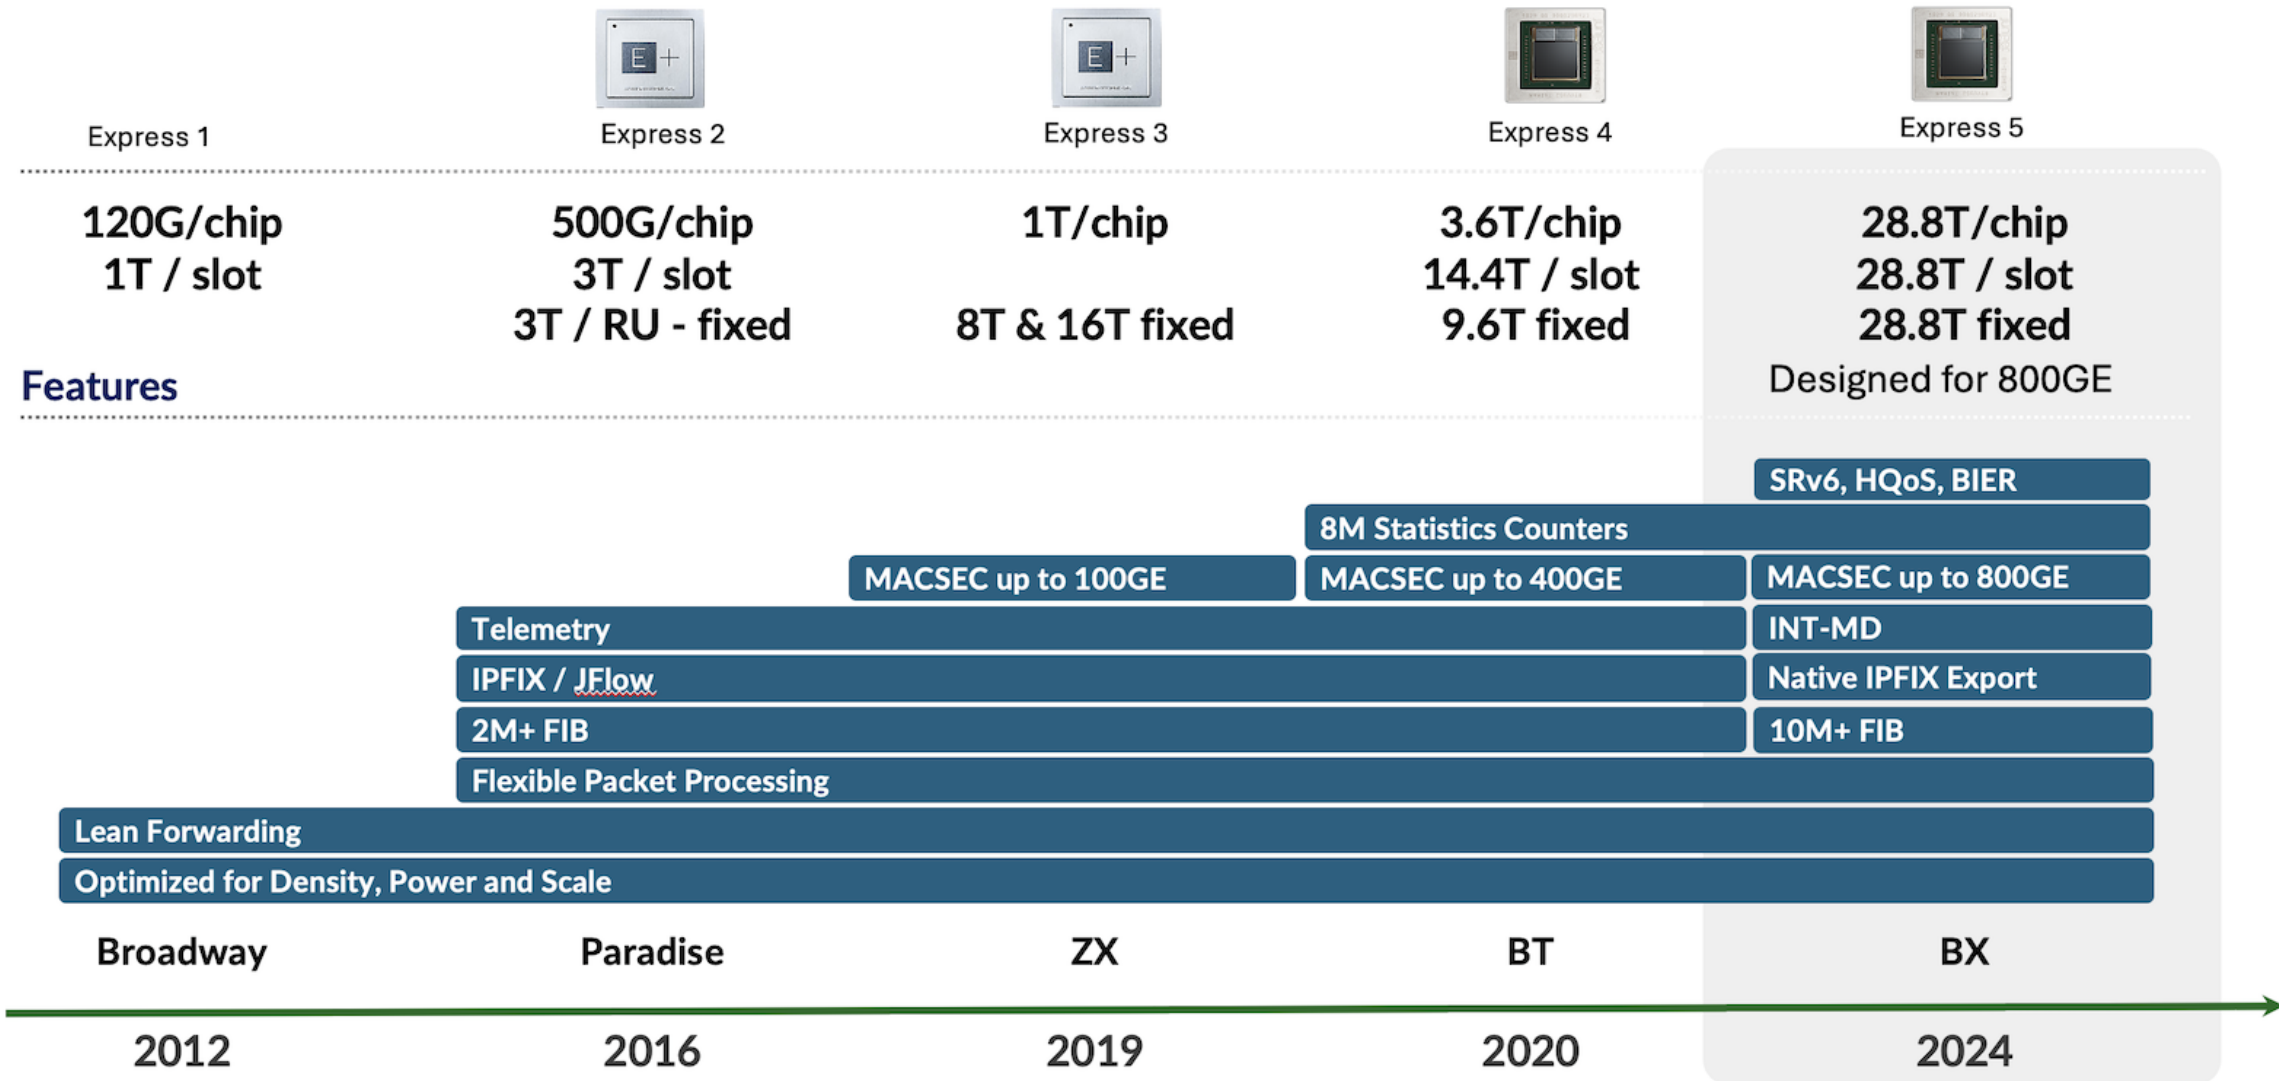 E+
E+
Express 1
Express 2
Express 3
Express 4
Express 5
120G/chip
500G/chip
1T/chip
3.6T/chip
28.8T/chip
1T / slot
3T / slot
14.4T / slot
28.8T / slot
3T / RU - fixed
8T & 16T fixed
9.6T fixed
28.8T fixed
Features
Designed for 800GE
SRv6, HQoS, BIER
8M Statistics Counters
MACSEC up to 100GE
MACSEC up to 400GE
MACSEC up to 800GE
Telemetry
INT-MD
IPFIX / JFlow
Native IPFIX Export
2M+ FIB
10M+ FIB
Flexible Packet Processing
Lean Forwarding
Optimized for Density, Power and Scale
Broadway
Paradise
ZX
BT
BX
2012
2016
2019
2020
2024